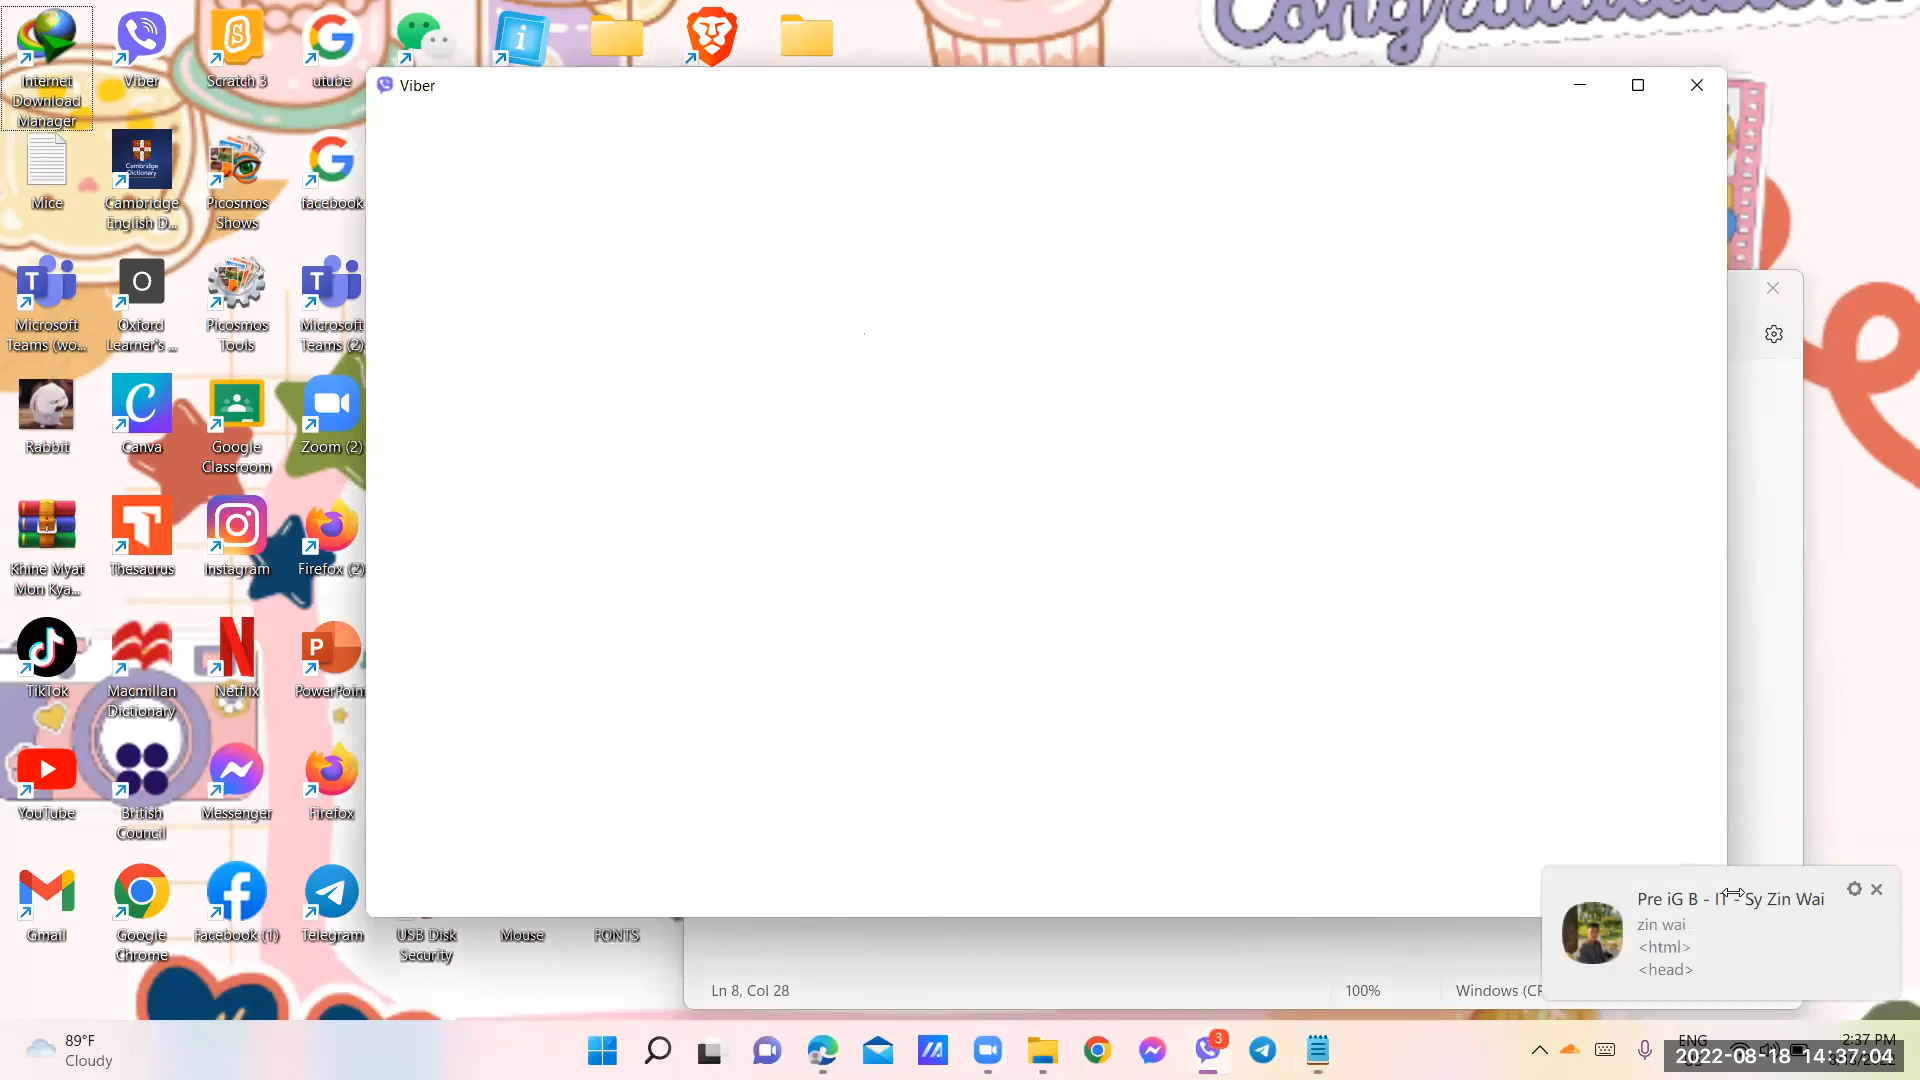 Congratulations
Internet
Download
Manager
Viber
Scratch 3
utube
Viber
Mice
Cambridge
Dictionary
Cambridge
English D...
Picosmos
Shows
facebook
Microsoft
Teams (wo...
Oxford
Learner's ...
Picosmos
Tools
Microsoft
Teams (2)
Rabbit
Canva
Google
Classroom
Zoom (2)
Khine Myat
Mon Kya...
Thesaurus
Instagram
Firefox (2)
TikTok
Macmillan
Dictionary
Netflix
PowerPoin
YouTube
British
Council
Messenger
Firefox
Gmail
Google
Chrome
Facebook (1)
Telegram
USB Disk
Security
Mouse
FONTS
Pre iG B - IT - Sy Zin Wai
zin wai
<html>
<head>
Ln 8, Col 28
100%
Windows (CR
89°F
Cloudy
3
ENG
2:37 PM
2022-08-18 14:37:04